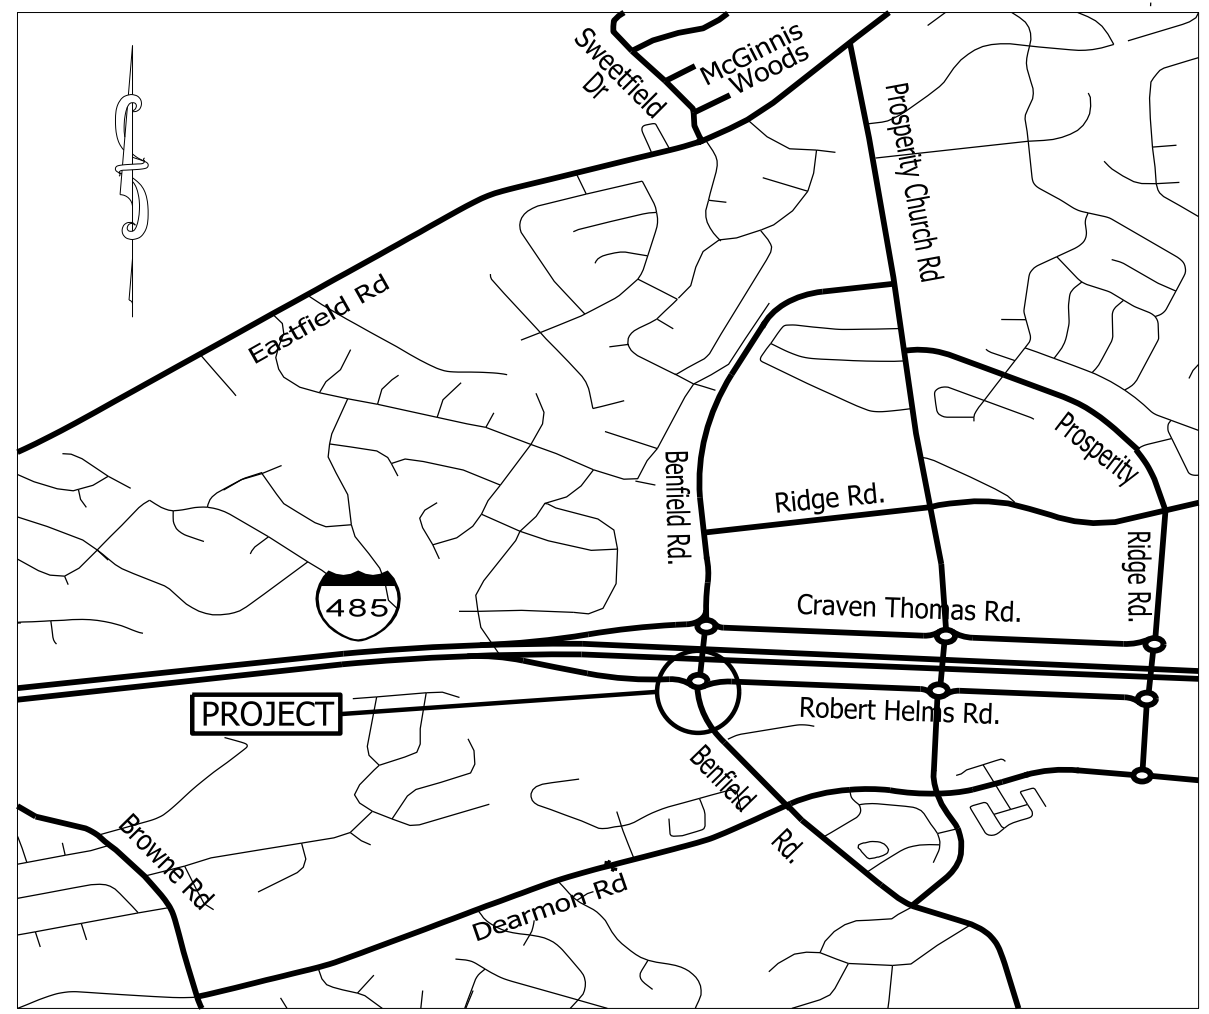 Sweetfield
Dr
McGinnis
Woods
Prosperity Church Rd
Eastfield Rd
Prosperity
Benfield Rd.
Ridge Rd.
Ridge Rd.
485
Craven Thomas Rd.
PROJECT
Robert Helms Rd.
Benfield
Rd.
Browne Rd
Dearmon Rd